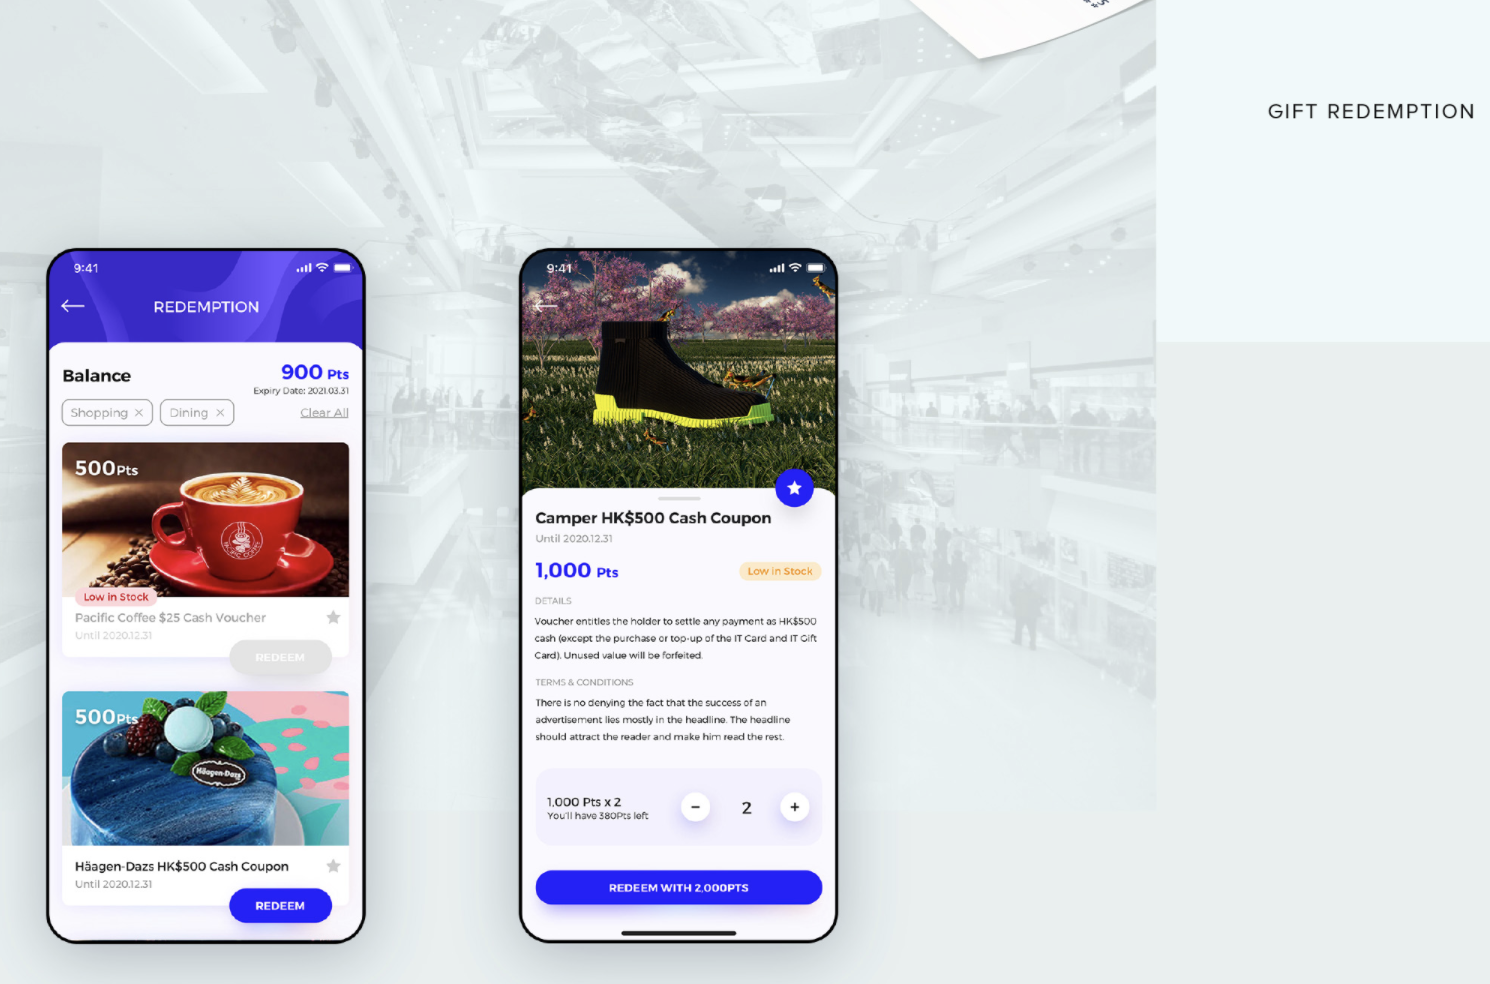 GIFT REDEMPTION
9:41
REDEMPTION
Balance
900 Pts
Expiry Date: 2021.03.31
Shopping ×
Dining ×
Clear All
500Pts
PACIFIC COFFEE
Low in Stock
Pacific Coffee $25 Cash Voucher
Until 2020.12.31
REDEEM
500Pts
Häagen-Dazs
Häagen-Dazs HK$500 Cash Coupon
Until 2020.12.31
REDEEM
9:41
Camper HK$500 Cash Coupon
Until 2020.12.31
1,000 Pts
Low in Stock
DETAILS
Voucher entitles the holder to settle any payment as HK$500
cash (except the purchase or top-up of the IT Card and IT Gift
Card). Unused value will be forfeited.
TERMS & CONDITIONS
There is no denying the fact that the success of an
advertisement lies mostly in the headline. The headline
should attract the reader and make him read the rest.
1,000 Pts x 2
You'll have 380Pts left
−
2
+
REDEEM WITH 2,000PTS